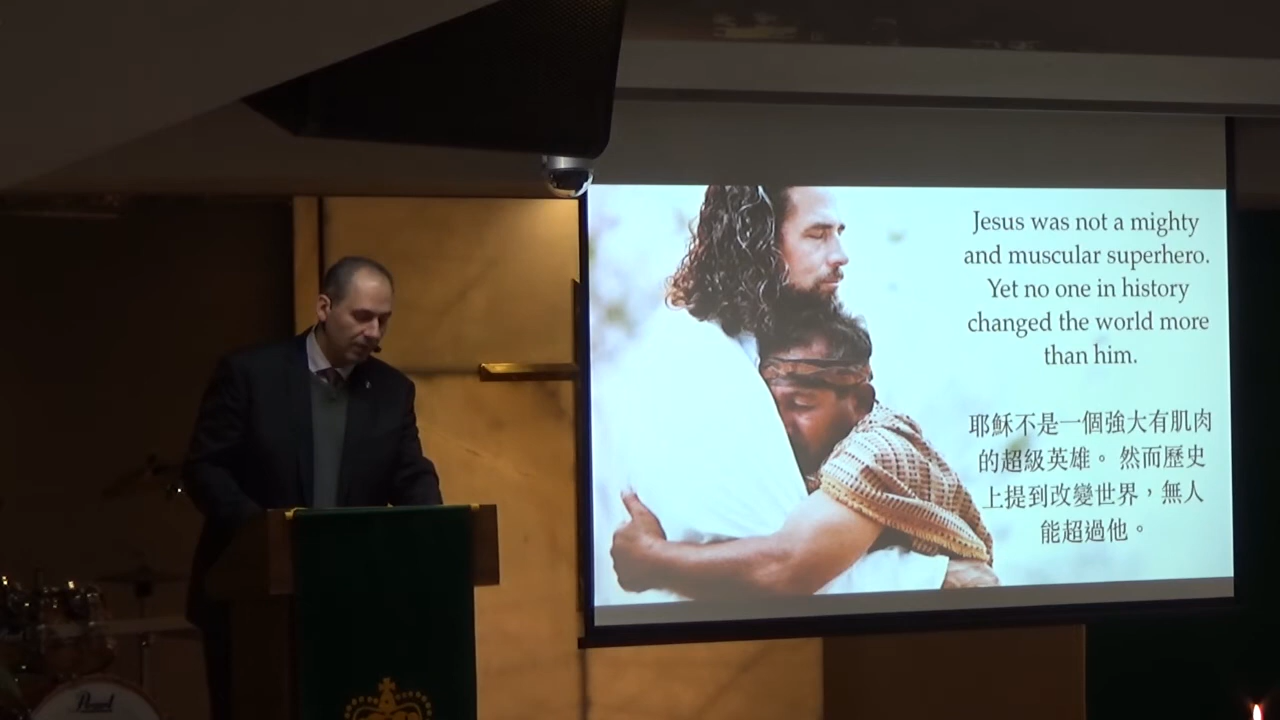 Jesus was not a mighty
and muscular superhero.
Yet no one in history
changed the world more
than him.
耶穌不是一個強大有肌肉
的超級英雄。 然而歷史
上提到改變世界，無人
能超過他。
Pearl